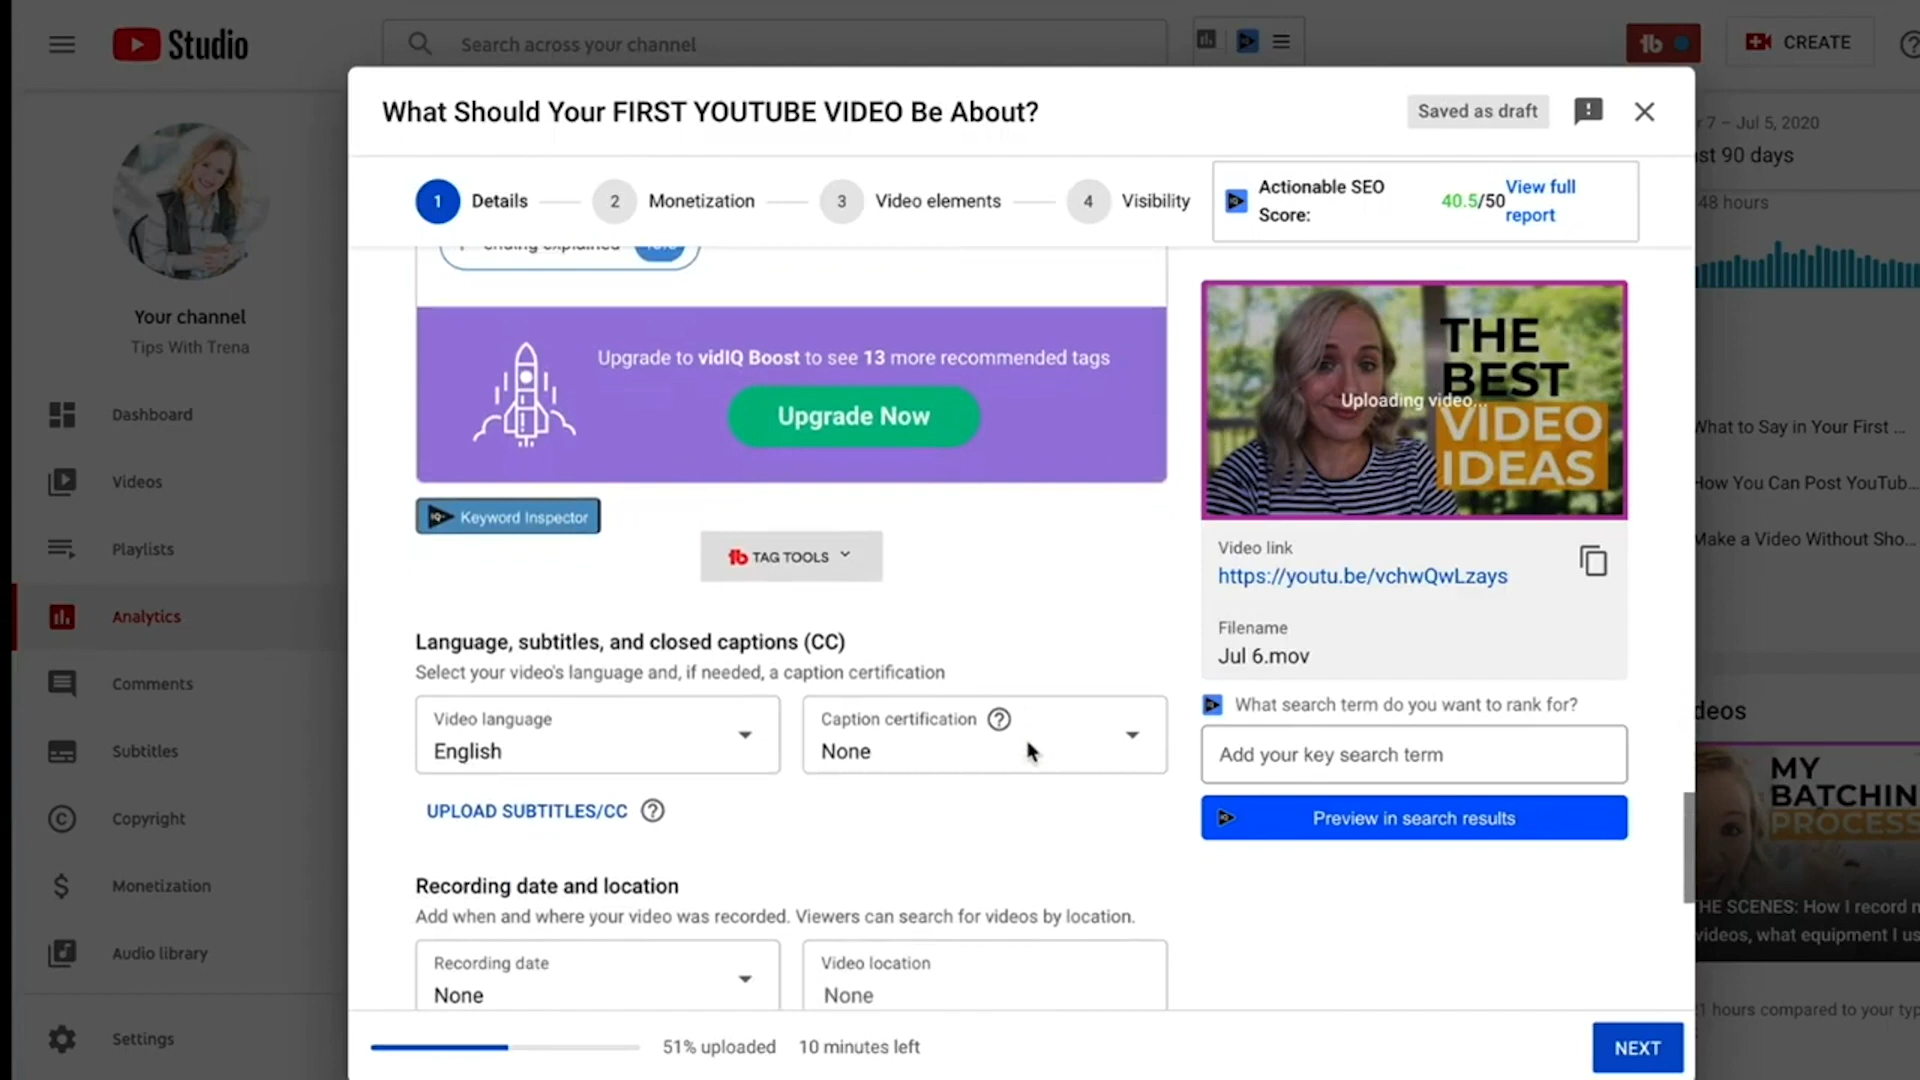 Studio
Search across your channel
CREATE
What Should Your FIRST YOUTUBE VIDEO Be About?
Saved as draft
7 – Jul 5, 2020
90 days
48 hours
1
Details
2
Monetization
3
Video elements
4
Visibility
Actionable SEO
Score:
40.5/50
View full
report
ending explained
Upgrade to vidIQ Boost to see 13 more recommended tags
Upgrade Now
Keyword Inspector
TAG TOOLS
Your channel
Tips With Trena
Dashboard
Videos
Playlists
Analytics
Comments
Subtitles
Copyright
Monetization
Audio library
Settings
Language, subtitles, and closed captions (CC)
Select your video's language and, if needed, a caption certification
Video language
English
Caption certification
None
UPLOAD SUBTITLES/CC
Recording date and location
Add when and where your video was recorded. Viewers can search for videos by location.
Recording date
None
Video location
None
51% uploaded
10 minutes left
NEXT
THE
BEST
VIDEO
IDEAS
Uploading video...
Video link
https://youtu.be/vchwQwLzays
Filename
Jul 6.mov
What search term do you want to rank for?
Add your key search term
Preview in search results
What to Say in Your First ...
How You Can Post YouTub...
Make a Video Without Sho...
MY
BATCHIN
PROCESS
THE SCENES: How I record
videos, what equipment I
hours compared to your